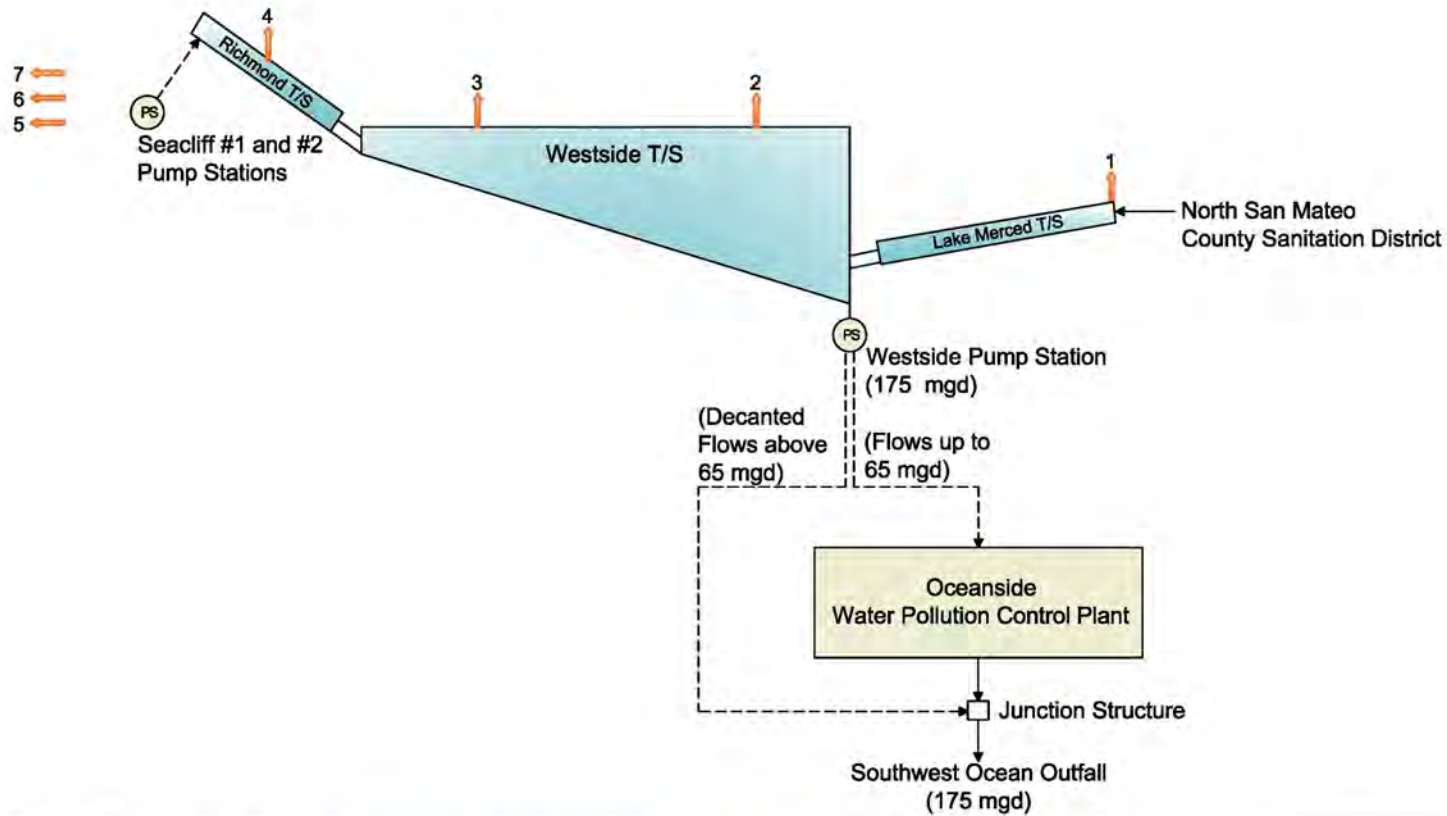 4
7
6
5
PS
Richmond T/S
Seacliff #1 and #2
Pump Stations
3
2
Westside T/S
1
Lake Merced T/S
North San Mateo
County Sanitation District
PS
Westside Pump Station
(175 mgd)
(Decanted
Flows above
65 mgd)
(Flows up to
65 mgd)
Oceanside
Water Pollution Control Plant
Junction Structure
Southwest Ocean Outfall
(175 mgd)